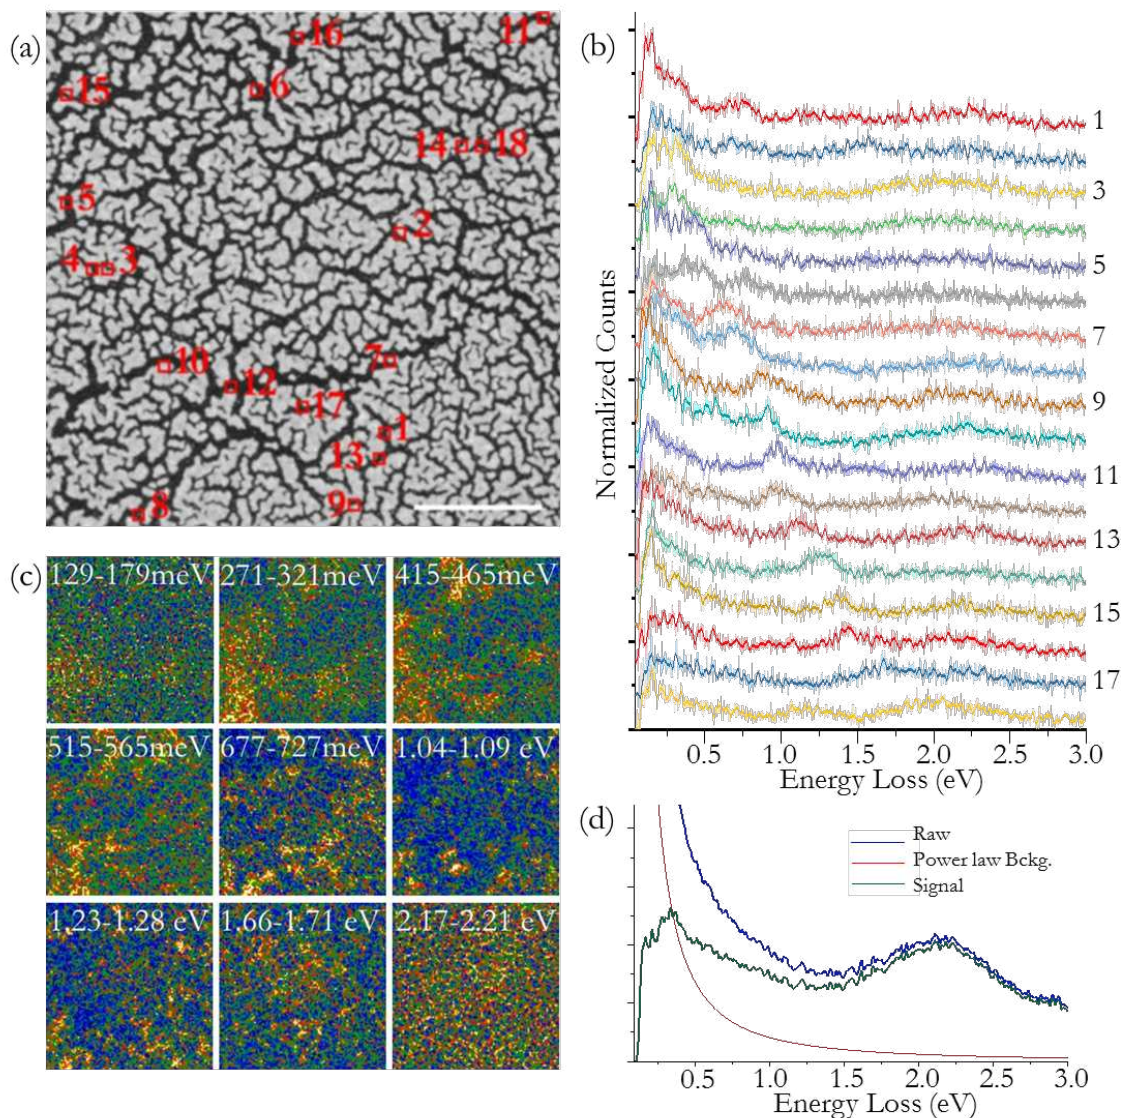 (a)
11
16
15
6
14
18
5
2
4
3
10
7
12
17
1
13
9
8
(b)
Normalized Counts
1
3
5
7
9
11
13
15
17
0.5 1.0 1.5 2.0 2.5 3.0
Energy Loss (eV)
(c)
129-179meV 271-321meV 415-465meV
515-565meV 677-727meV 1.04-1.09 eV
1.23-1.28 eV 1.66-1.71 eV 2.17-2.21 eV
(d)
Raw
Power law Bckg.
Signal
0.5 1.0 1.5 2.0 2.5 3.0
Energy Loss (eV)